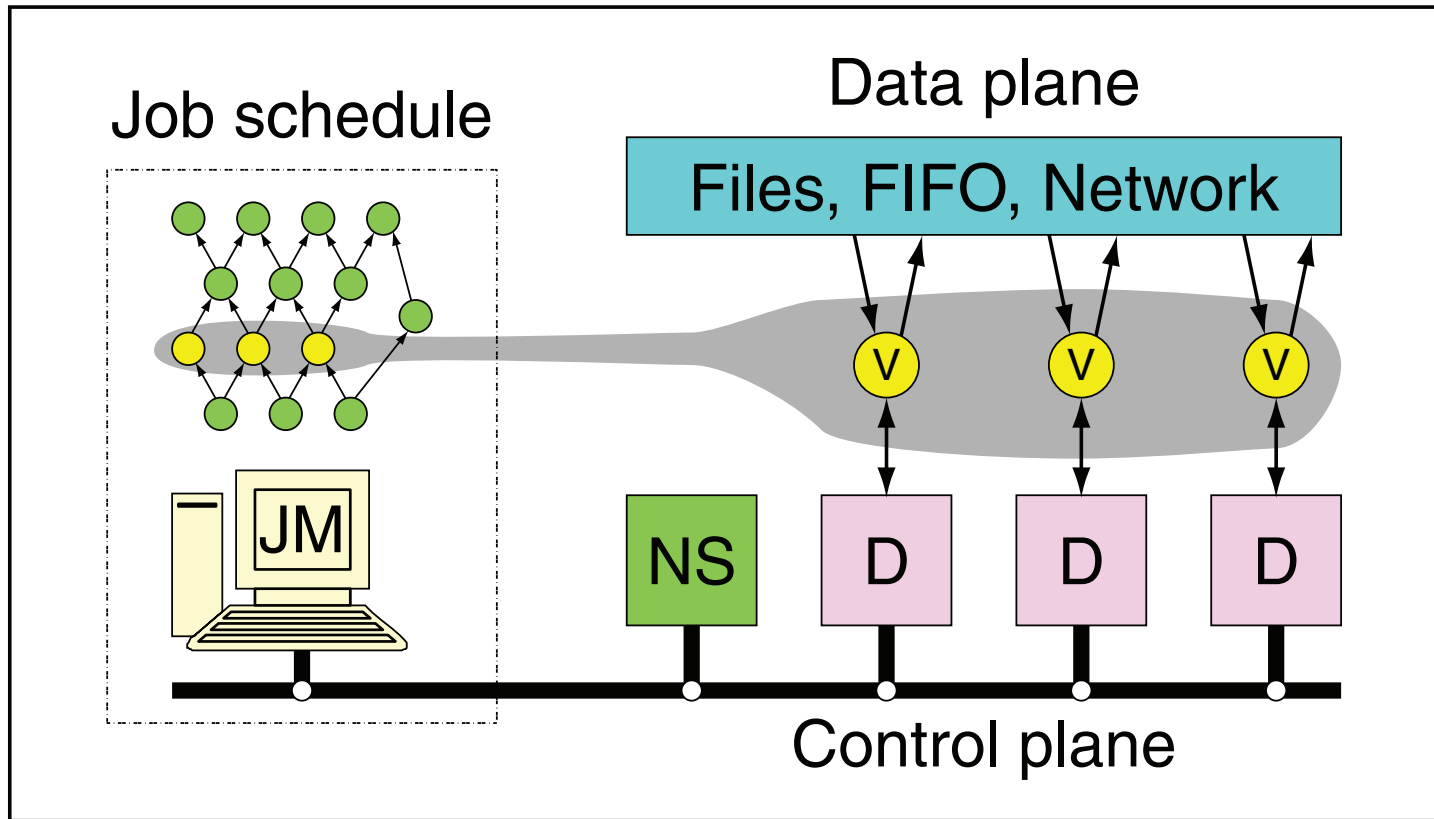 Data plane
Job schedule
Files, FIFO, Network
V V V
JM
NS D D D
Control plane